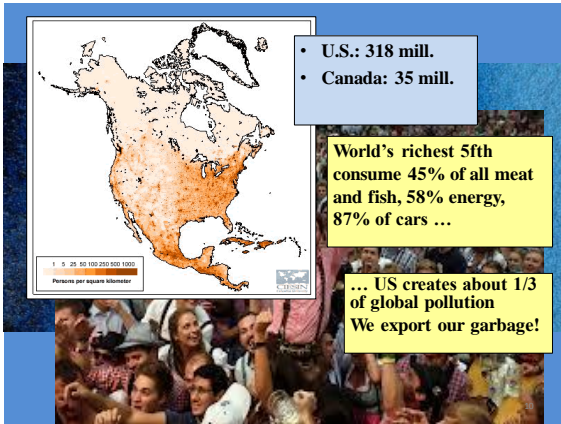 • U.S.: 318 mill.
• Canada: 35 mill.
World's richest 5fth
consume 45% of all meat
and fish, 58% energy,
87% of cars …
… US creates about 1/3
of global pollution
We export our garbage!
1 5 25 50 100 250 500 1000
Persons per square kilometer
CIESIN